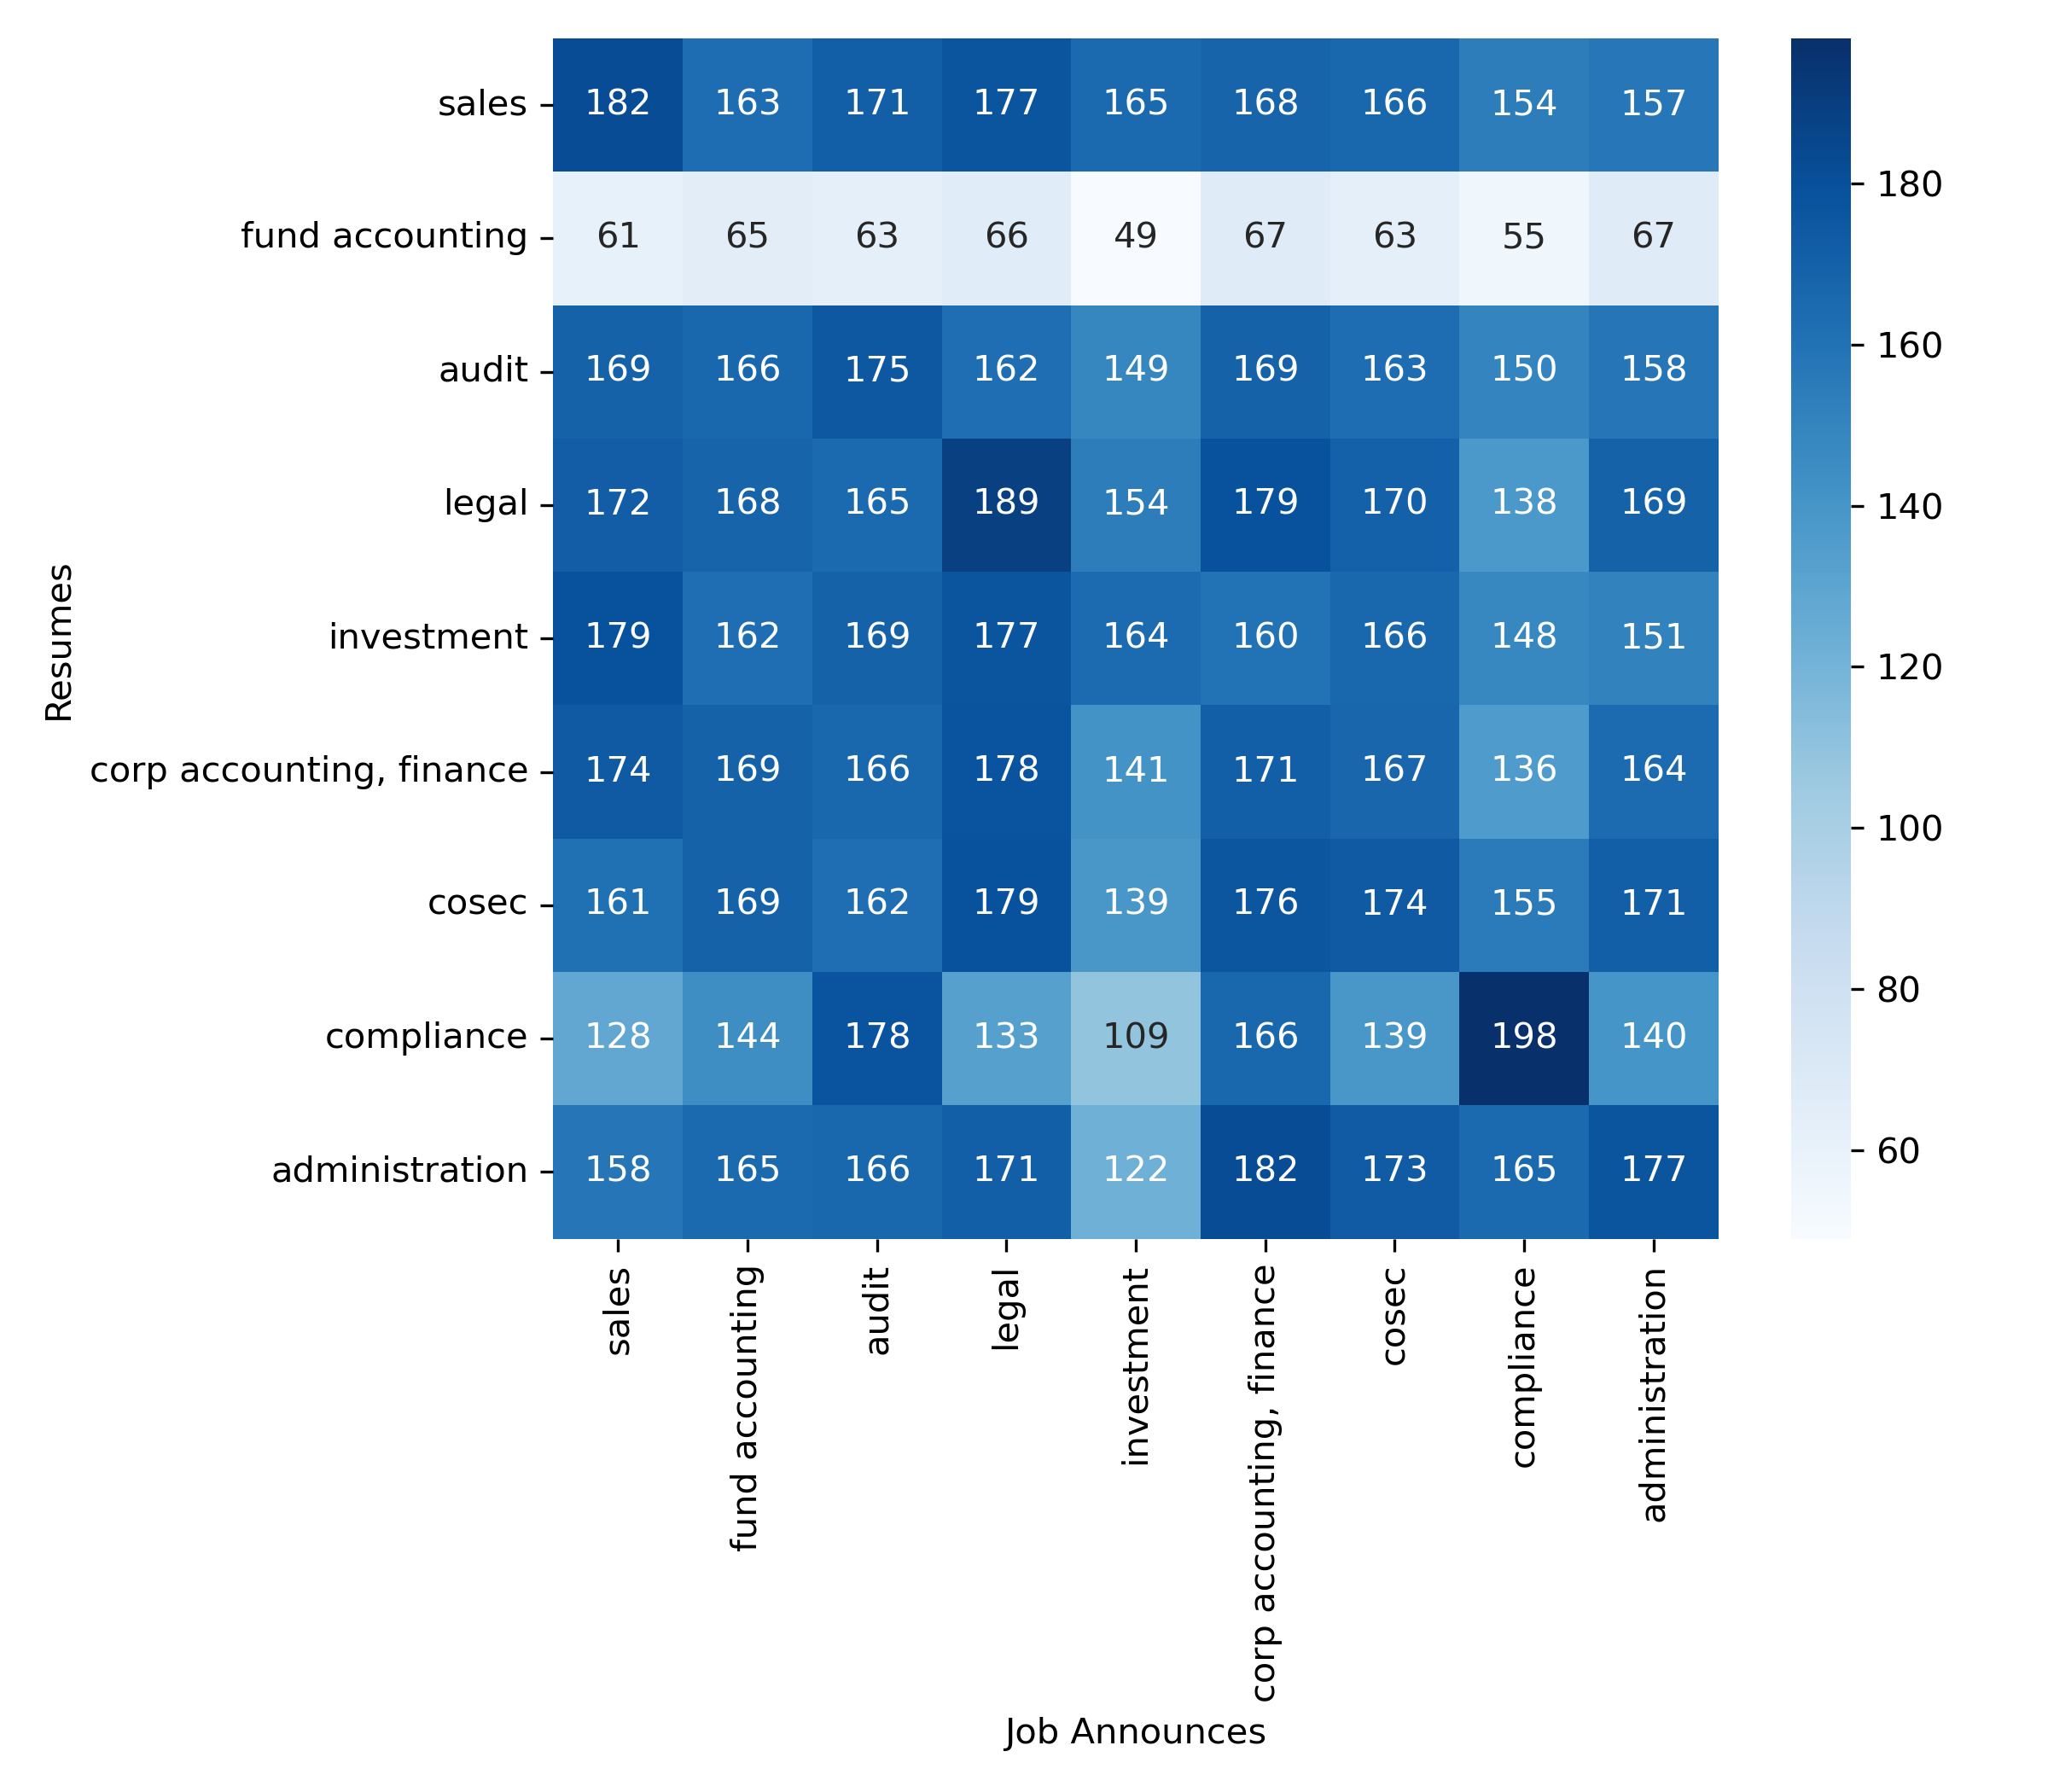 sales 182 163 171 177 165 168 166 154 157
180
fund accounting 61 65 63 66 49 67 63 55 67
160
audit 169 166 175 162 149 169 163 150 158
legal 172 168 165 189 154 179 170 138 169
140
Resumes
investment 179 162 169 177 164 160 166 148 151
120
corp accounting, finance 174 169 166 178 141 171 167 136 164
100
cosec 161 169 162 179 139 176 174 155 171
80
compliance 128 144 178 133 109 166 139 198 140
60
administration 158 165 166 171 122 182 173 165 177
sales
fund accounting
audit
legal
investment
corp accounting, finance
cosec
compliance
administration
Job Announces